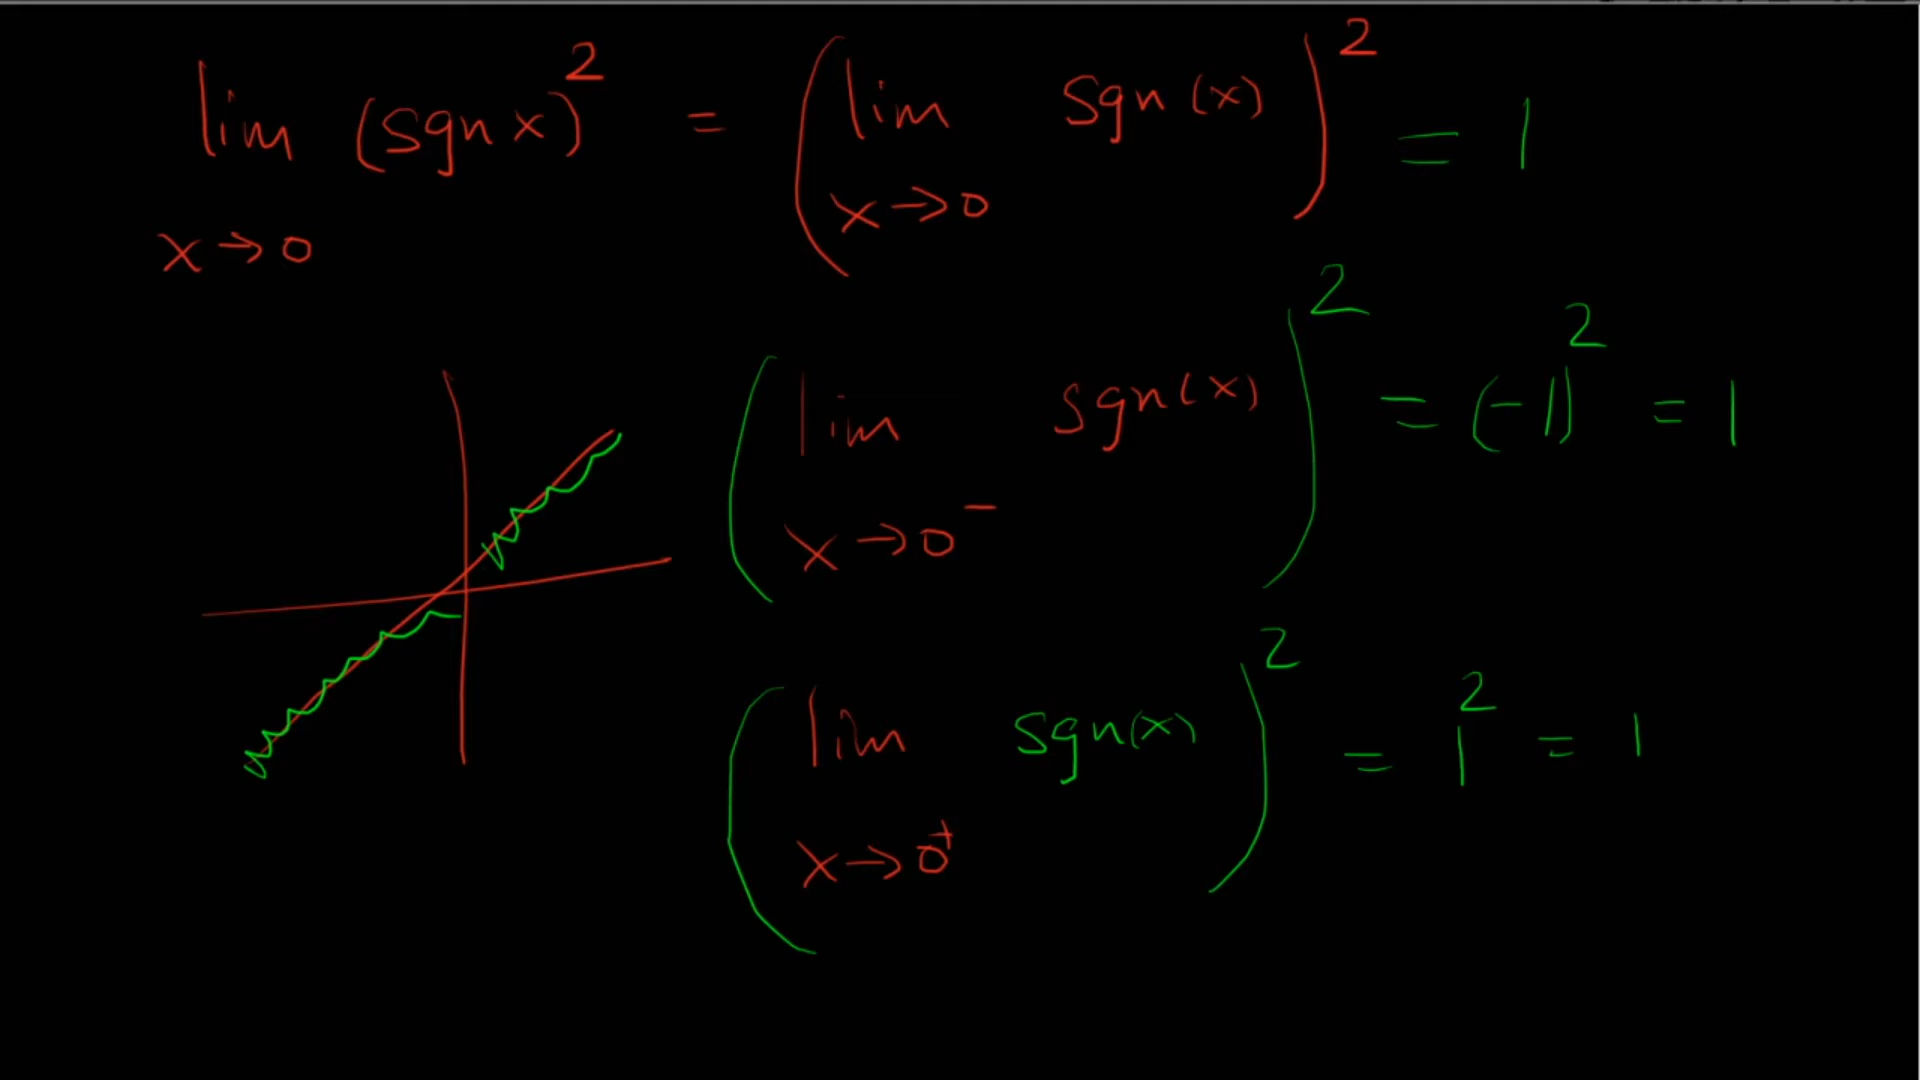 lim (sgn x)² = (lim sgn(x))² = 1
x→0 x→0
(lim sgn(x))² = (-1)² = 1
x→0⁻
(lim sgn(x))² = 1² = 1
x→0⁺